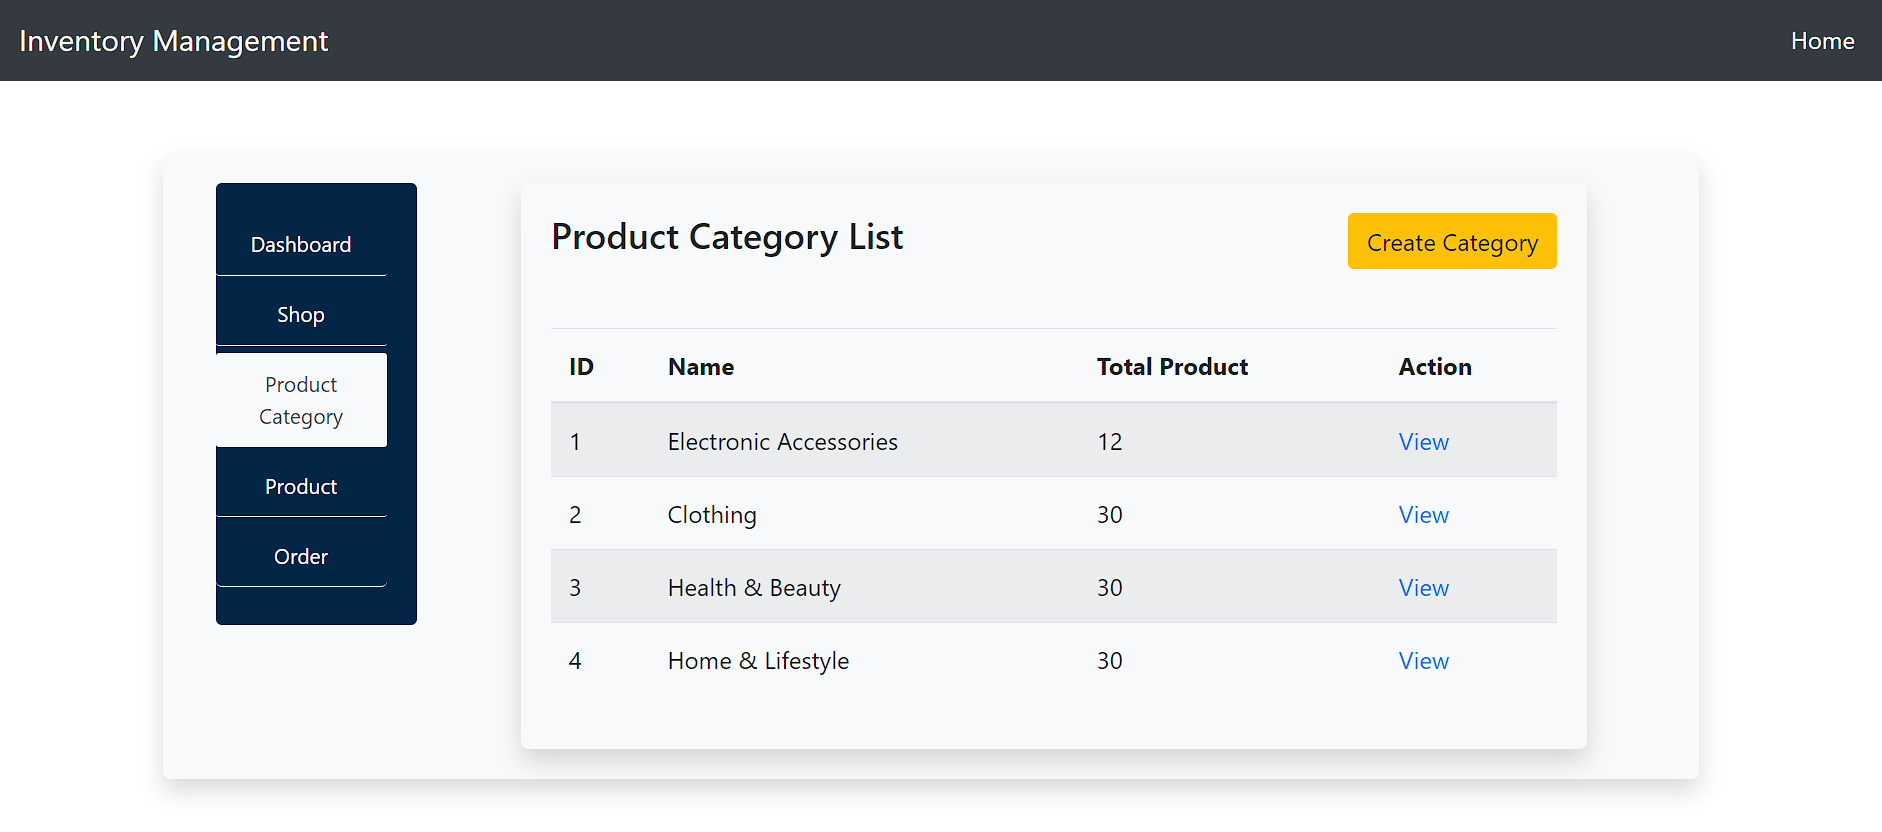 Inventory Management
Home
Dashboard
Shop
Product
Category
Product
Order
Product Category List
Create Category
ID Name Total Product Action
1 Electronic Accessories 12 View
2 Clothing 30 View
3 Health & Beauty 30 View
4 Home & Lifestyle 30 View